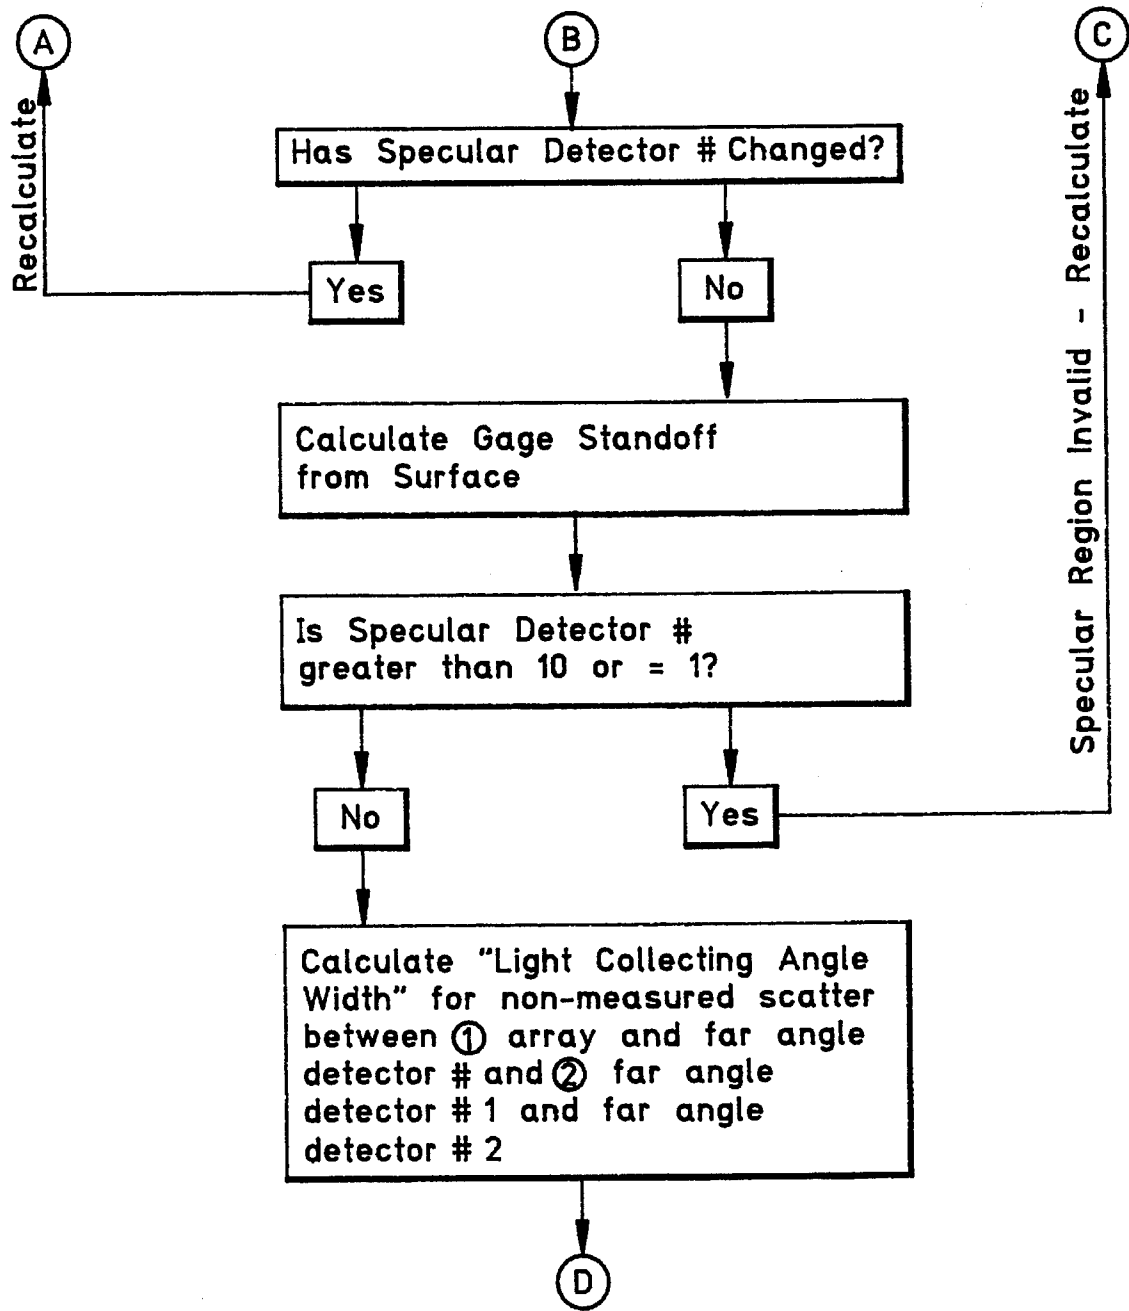 A
B
C
Recalculate
Has Specular Detector # Changed?
Yes
No
Specular Region Invalid - Recalculate
Calculate Gage Standoff
from Surface
Is Specular Detector #
greater than 10 or = 1?
No
Yes
Calculate "Light Collecting Angle
Width" for non-measured scatter
between ① array and far angle
detector # and ② far angle
detector # 1 and far angle
detector # 2
D